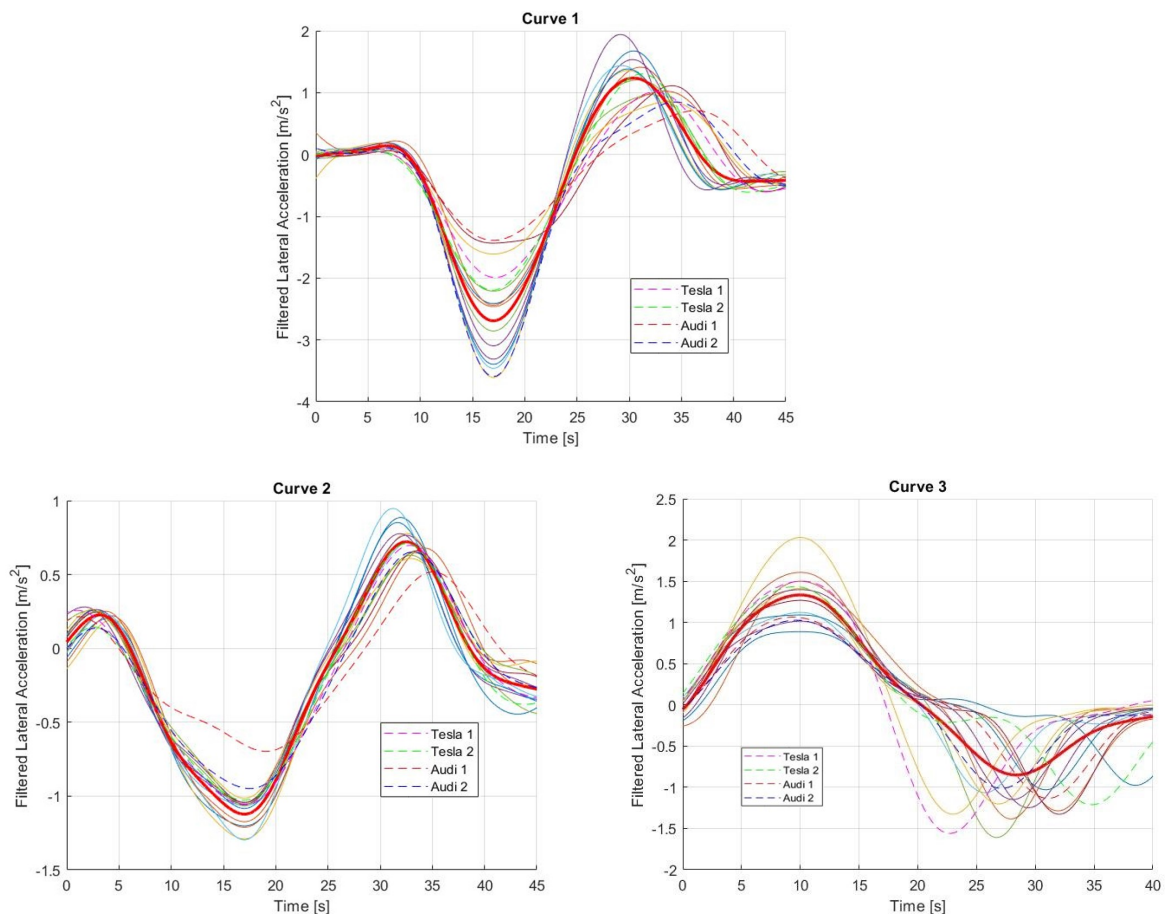 Curve 1
Filtered Lateral Acceleration [m/s²]
2
1
0
-1
-2
-3
-4
0 5 10 15 20 25 30 35 40 45
Time [s]
Tesla 1
Tesla 2
Audi 1
Audi 2
Curve 2
Filtered Lateral Acceleration [m/s²]
1
0.5
0
-0.5
-1
-1.5
0 5 10 15 20 25 30 35 40 45
Time [s]
Tesla 1
Tesla 2
Audi 1
Audi 2
Curve 3
Filtered Lateral Acceleration [m/s²]
2.5
2
1.5
1
0.5
0
-0.5
-1
-1.5
-2
0 5 10 15 20 25 30 35 40
Time [s]
Tesla 1
Tesla 2
Audi 1
Audi 2